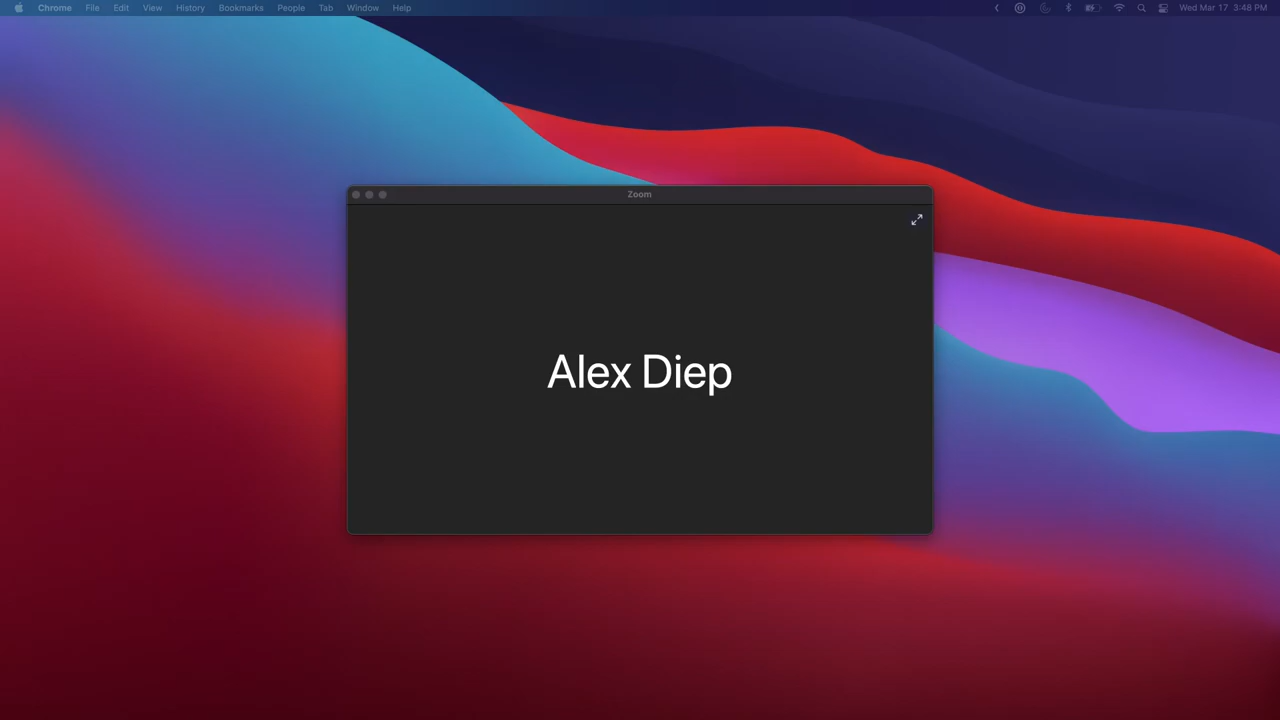 Chrome File Edit View History Bookmarks People Tab Window Help Wed Mar 17 3:48 PM
Zoom
Alex Diep